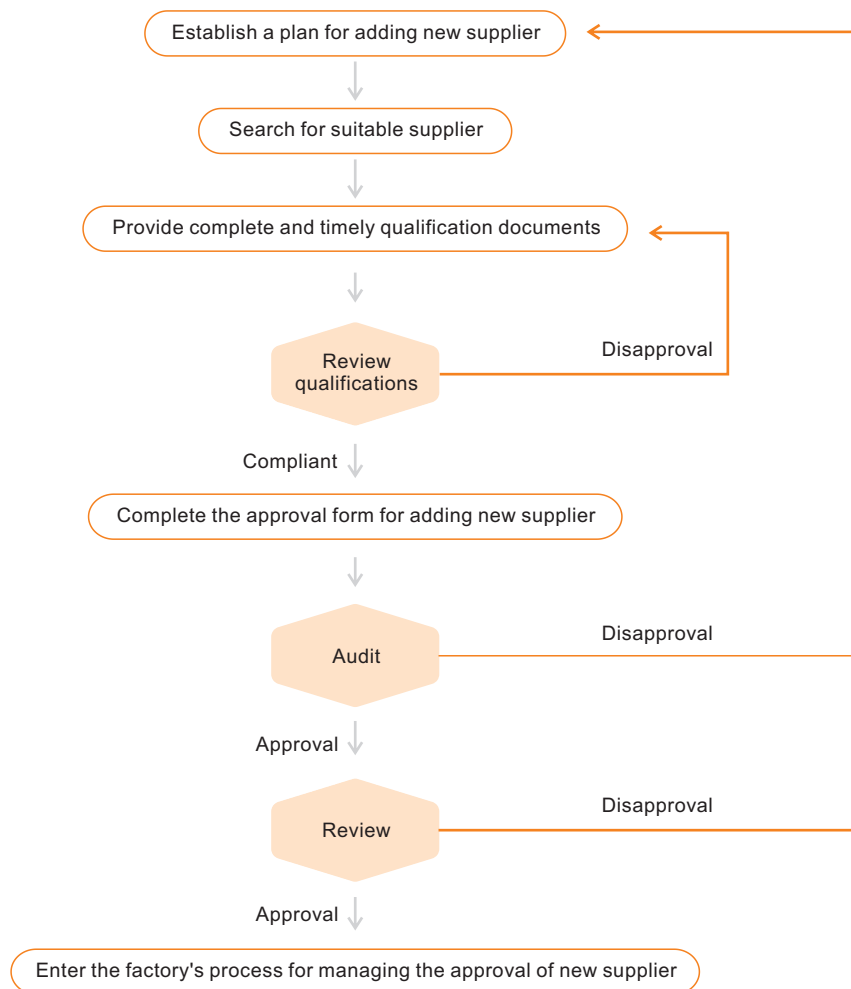 Establish a plan for adding new supplier
Search for suitable supplier
Provide complete and timely qualification documents
Disapproval
Review
qualifications
Compliant
Complete the approval form for adding new supplier
Disapproval
Audit
Approval
Disapproval
Review
Approval
Enter the factory's process for managing the approval of new supplier